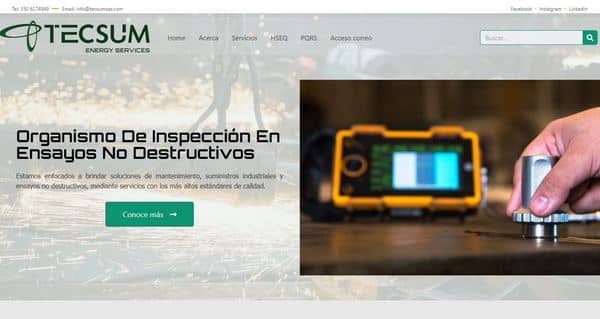 Tel: 350 6174949
Email: info@tecsumsas.com
Facebook
Instagram
Linkedin
TECSUM
ENERGY SERVICES
Home
Acerca
Servicios
HSEQ
PQRS
Acceso correo
Buscar...
Organismo De Inspección En
Ensayos No Destructivos
Estamos enfocados a brindar soluciones de mantenimiento, suministros industriales y
ensayos no destructivos, mediante servicios con los más altos estándares de calidad.
Conoce más